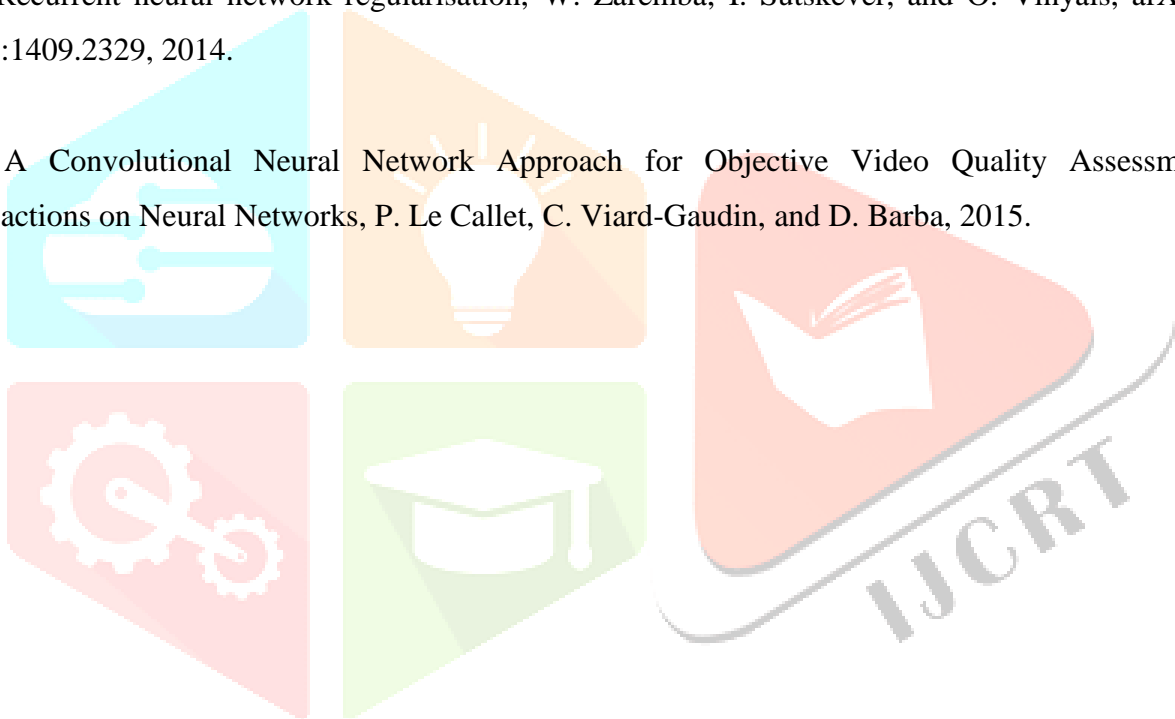 Recurrent neural network regularisation, W. Zaremba, I. Sutskever, and O. Vinyals, arX
:1409.2329, 2014.
A Convolutional Neural Network Approach for Objective Video Quality Assessm
actions on Neural Networks, P. Le Callet, C. Viard-Gaudin, and D. Barba, 2015.
IJCRT